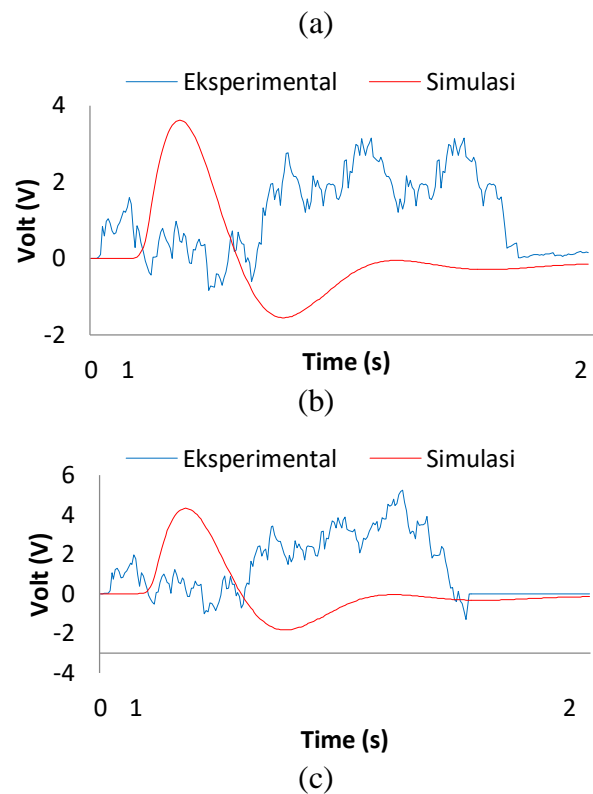 (a)
Eksperimental Simulasi
4
2
0
-2
Volt (V)
0 1 2
Time (s)
(b)
Eksperimental Simulasi
6
4
2
0
-2
-4
Volt (V)
0 1 2
Time (s)
(c)